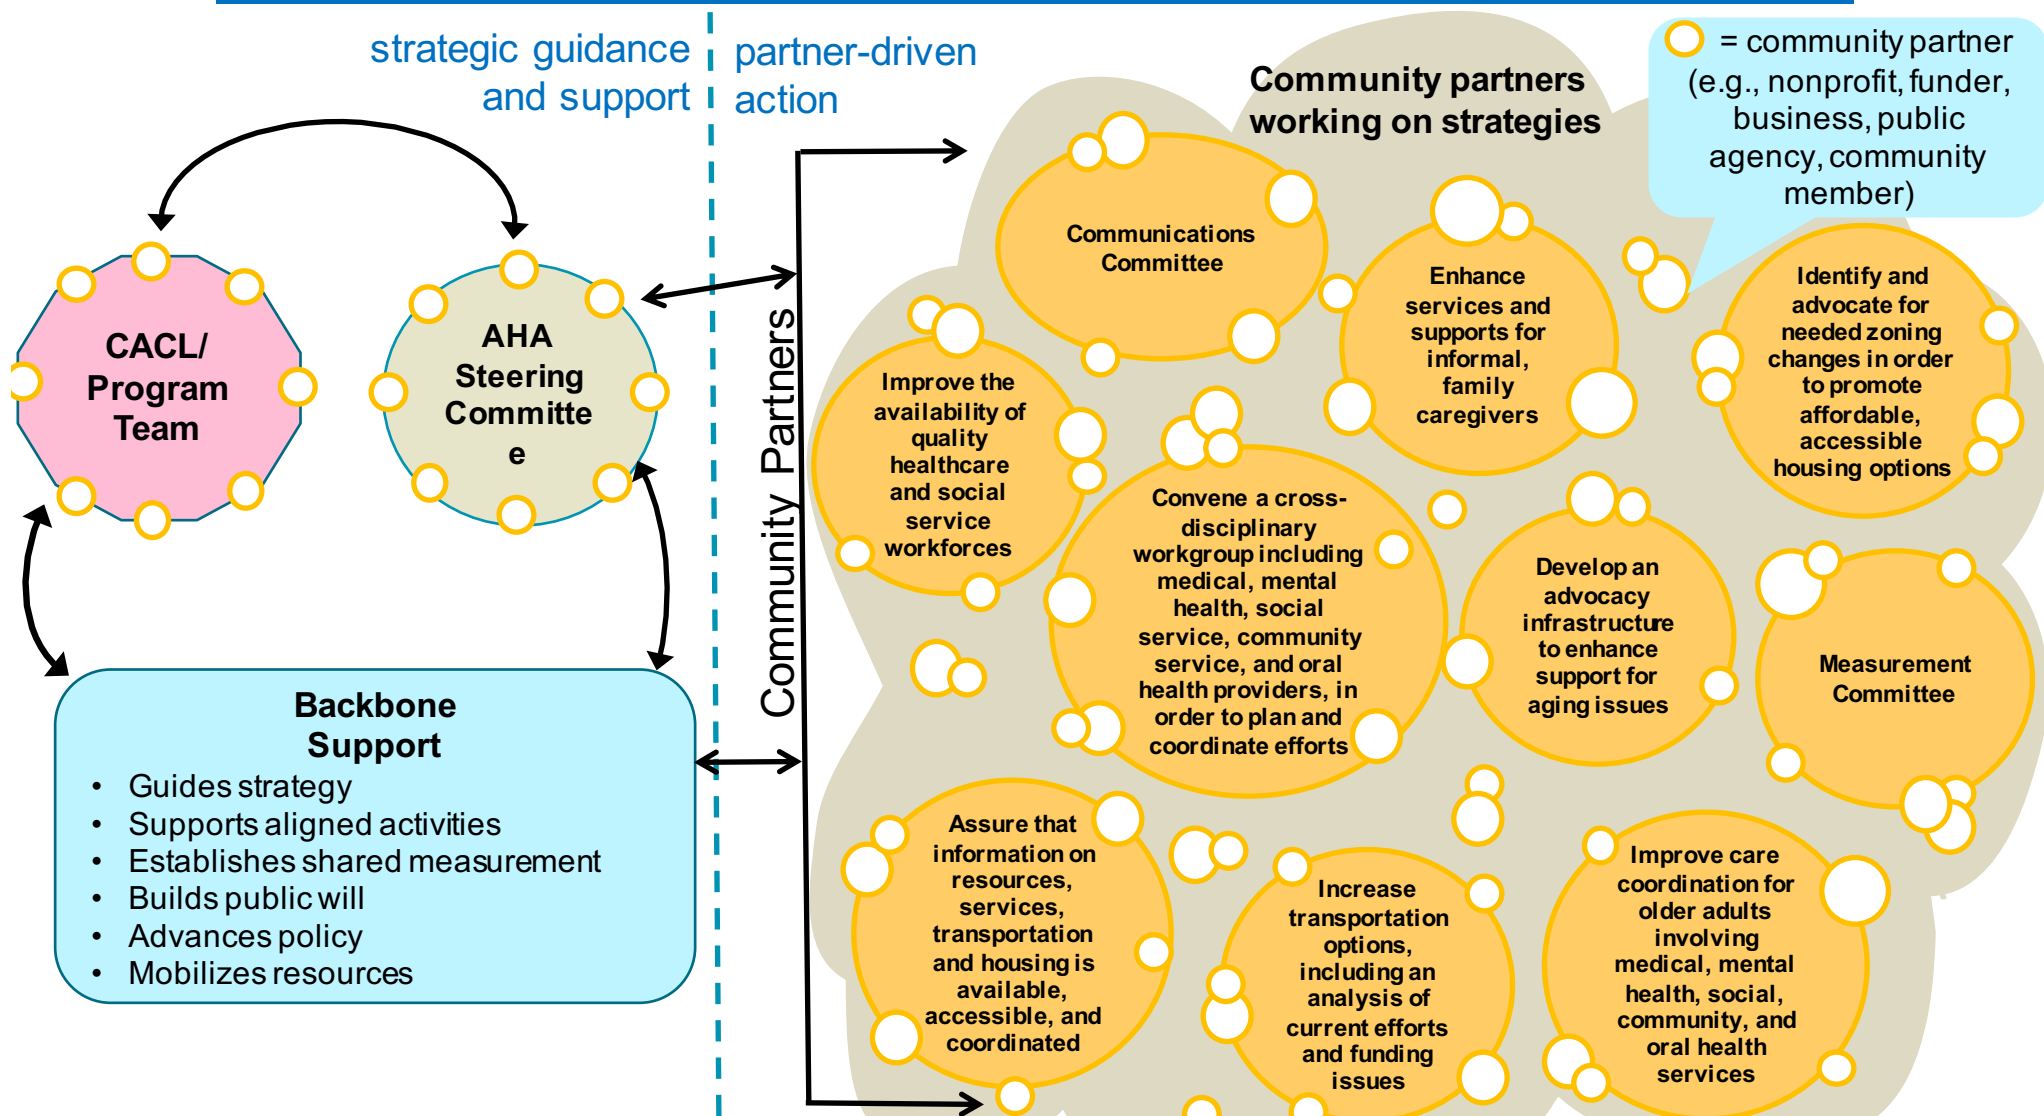 strategic guidance
and support
partner-driven
action
Community partners
working on strategies
= community partner
(e.g., nonprofit, funder,
business, public
agency, community
member)
CACL/
Program
Team
AHA
Steering
Committe
e
Backbone
Support
• Guides strategy
• Supports aligned activities
• Establishes shared measurement
• Builds public will
• Advances policy
• Mobilizes resources
Community Partners
Communications
Committee
Enhance
services and
supports for
informal,
family
caregivers
Identify and
advocate for
needed zoning
changes in order
to promote
affordable,
accessible
housing options
Improve the
availability of
quality
healthcare
and social
service
workforces
Convene a cross-
disciplinary
workgroup including
medical, mental
health, social
service, community
service, and oral
health providers, in
order to plan and
coordinate efforts
Develop an
advocacy
infrastructure
to enhance
support for
aging issues
Measurement
Committee
Assure that
information on
resources,
services,
transportation
and housing is
available,
accessible, and
coordinated
Increase
transportation
options,
including an
analysis of
current efforts
and funding
issues
Improve care
coordination for
older adults
involving
medical, mental
health, social,
community, and
oral health
services